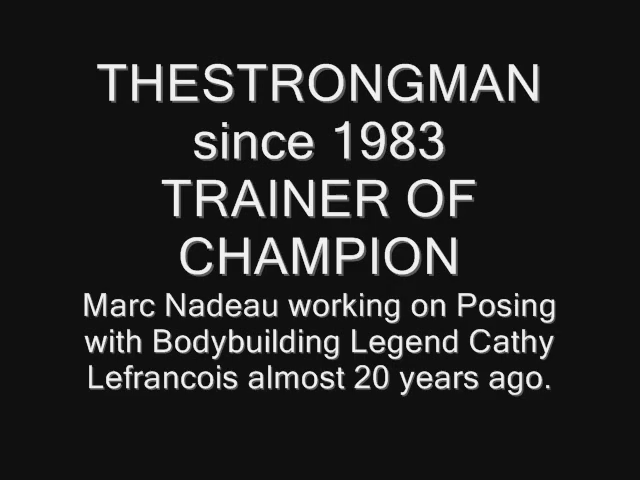 THESTRONGMAN
since 1983
TRAINER OF
CHAMPION
Marc Nadeau working on Posing
with Bodybuilding Legend Cathy
Lefrancois almost 20 years ago.